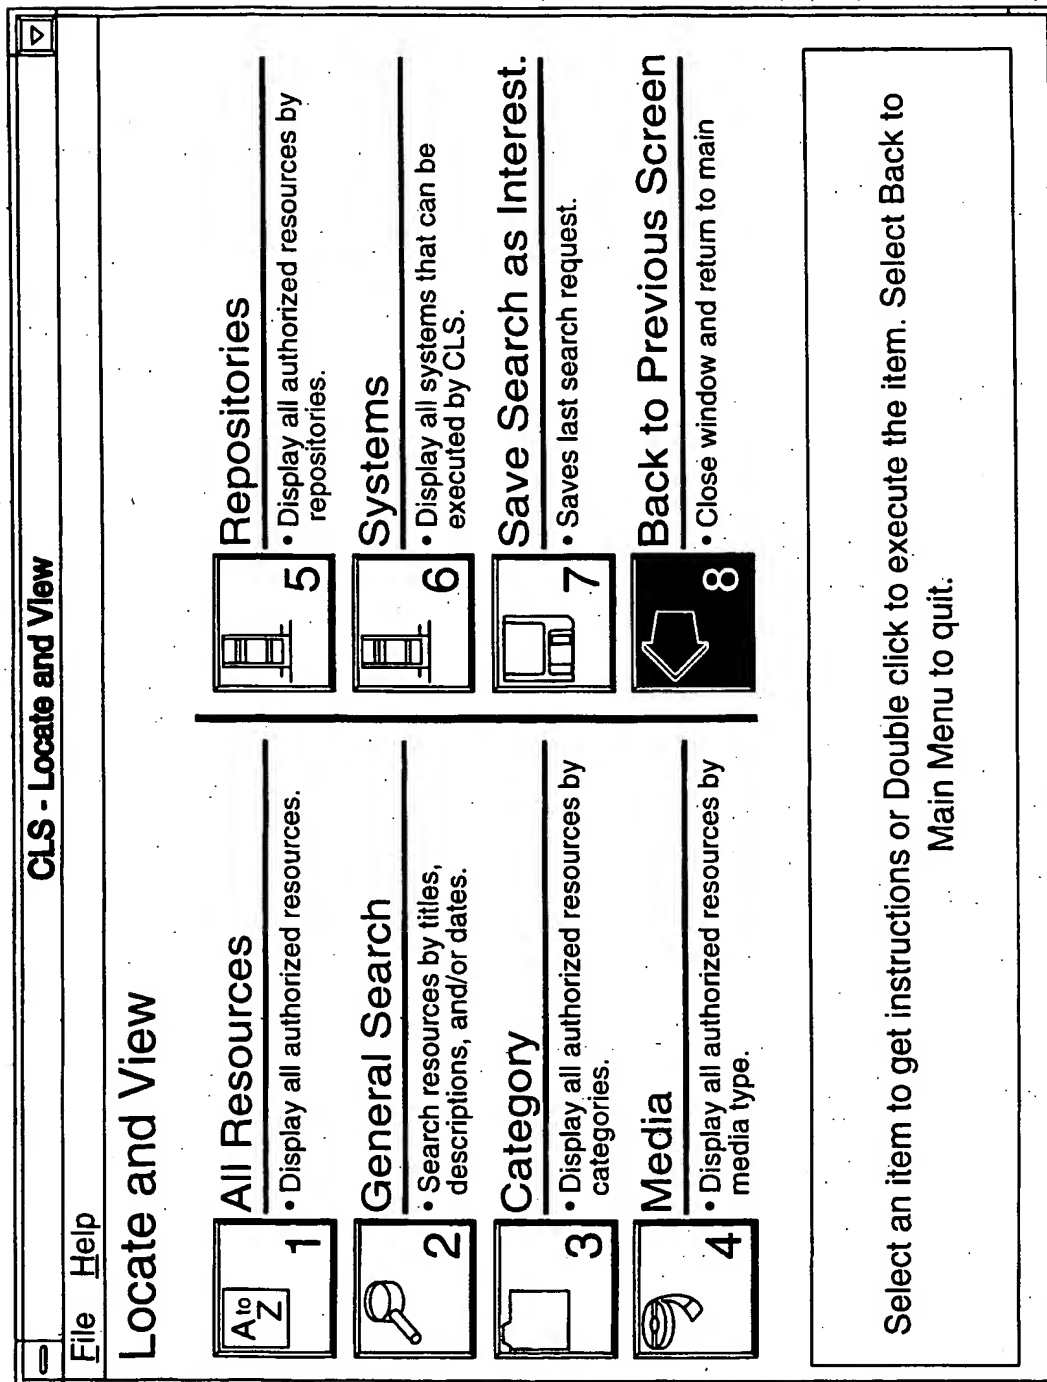 CLS - Locate and View
File Help
Locate and View
A to Z
1
All Resources
• Display all authorized resources.
2
General Search
• Search resources by titles,
descriptions, and/or dates.
3
Category
• Display all authorized resources by
categories.
4
Media
• Display all authorized resources by
media type.
5
Repositories
• Display all authorized resources by
repositories.
6
Systems
• Display all systems that can be
executed by CLS.
7
Save Search as Interest.
• Saves last search request.
8
Back to Previous Screen
• Close window and return to main
Select an item to get instructions or Double click to execute the item. Select Back to
Main Menu to quit.